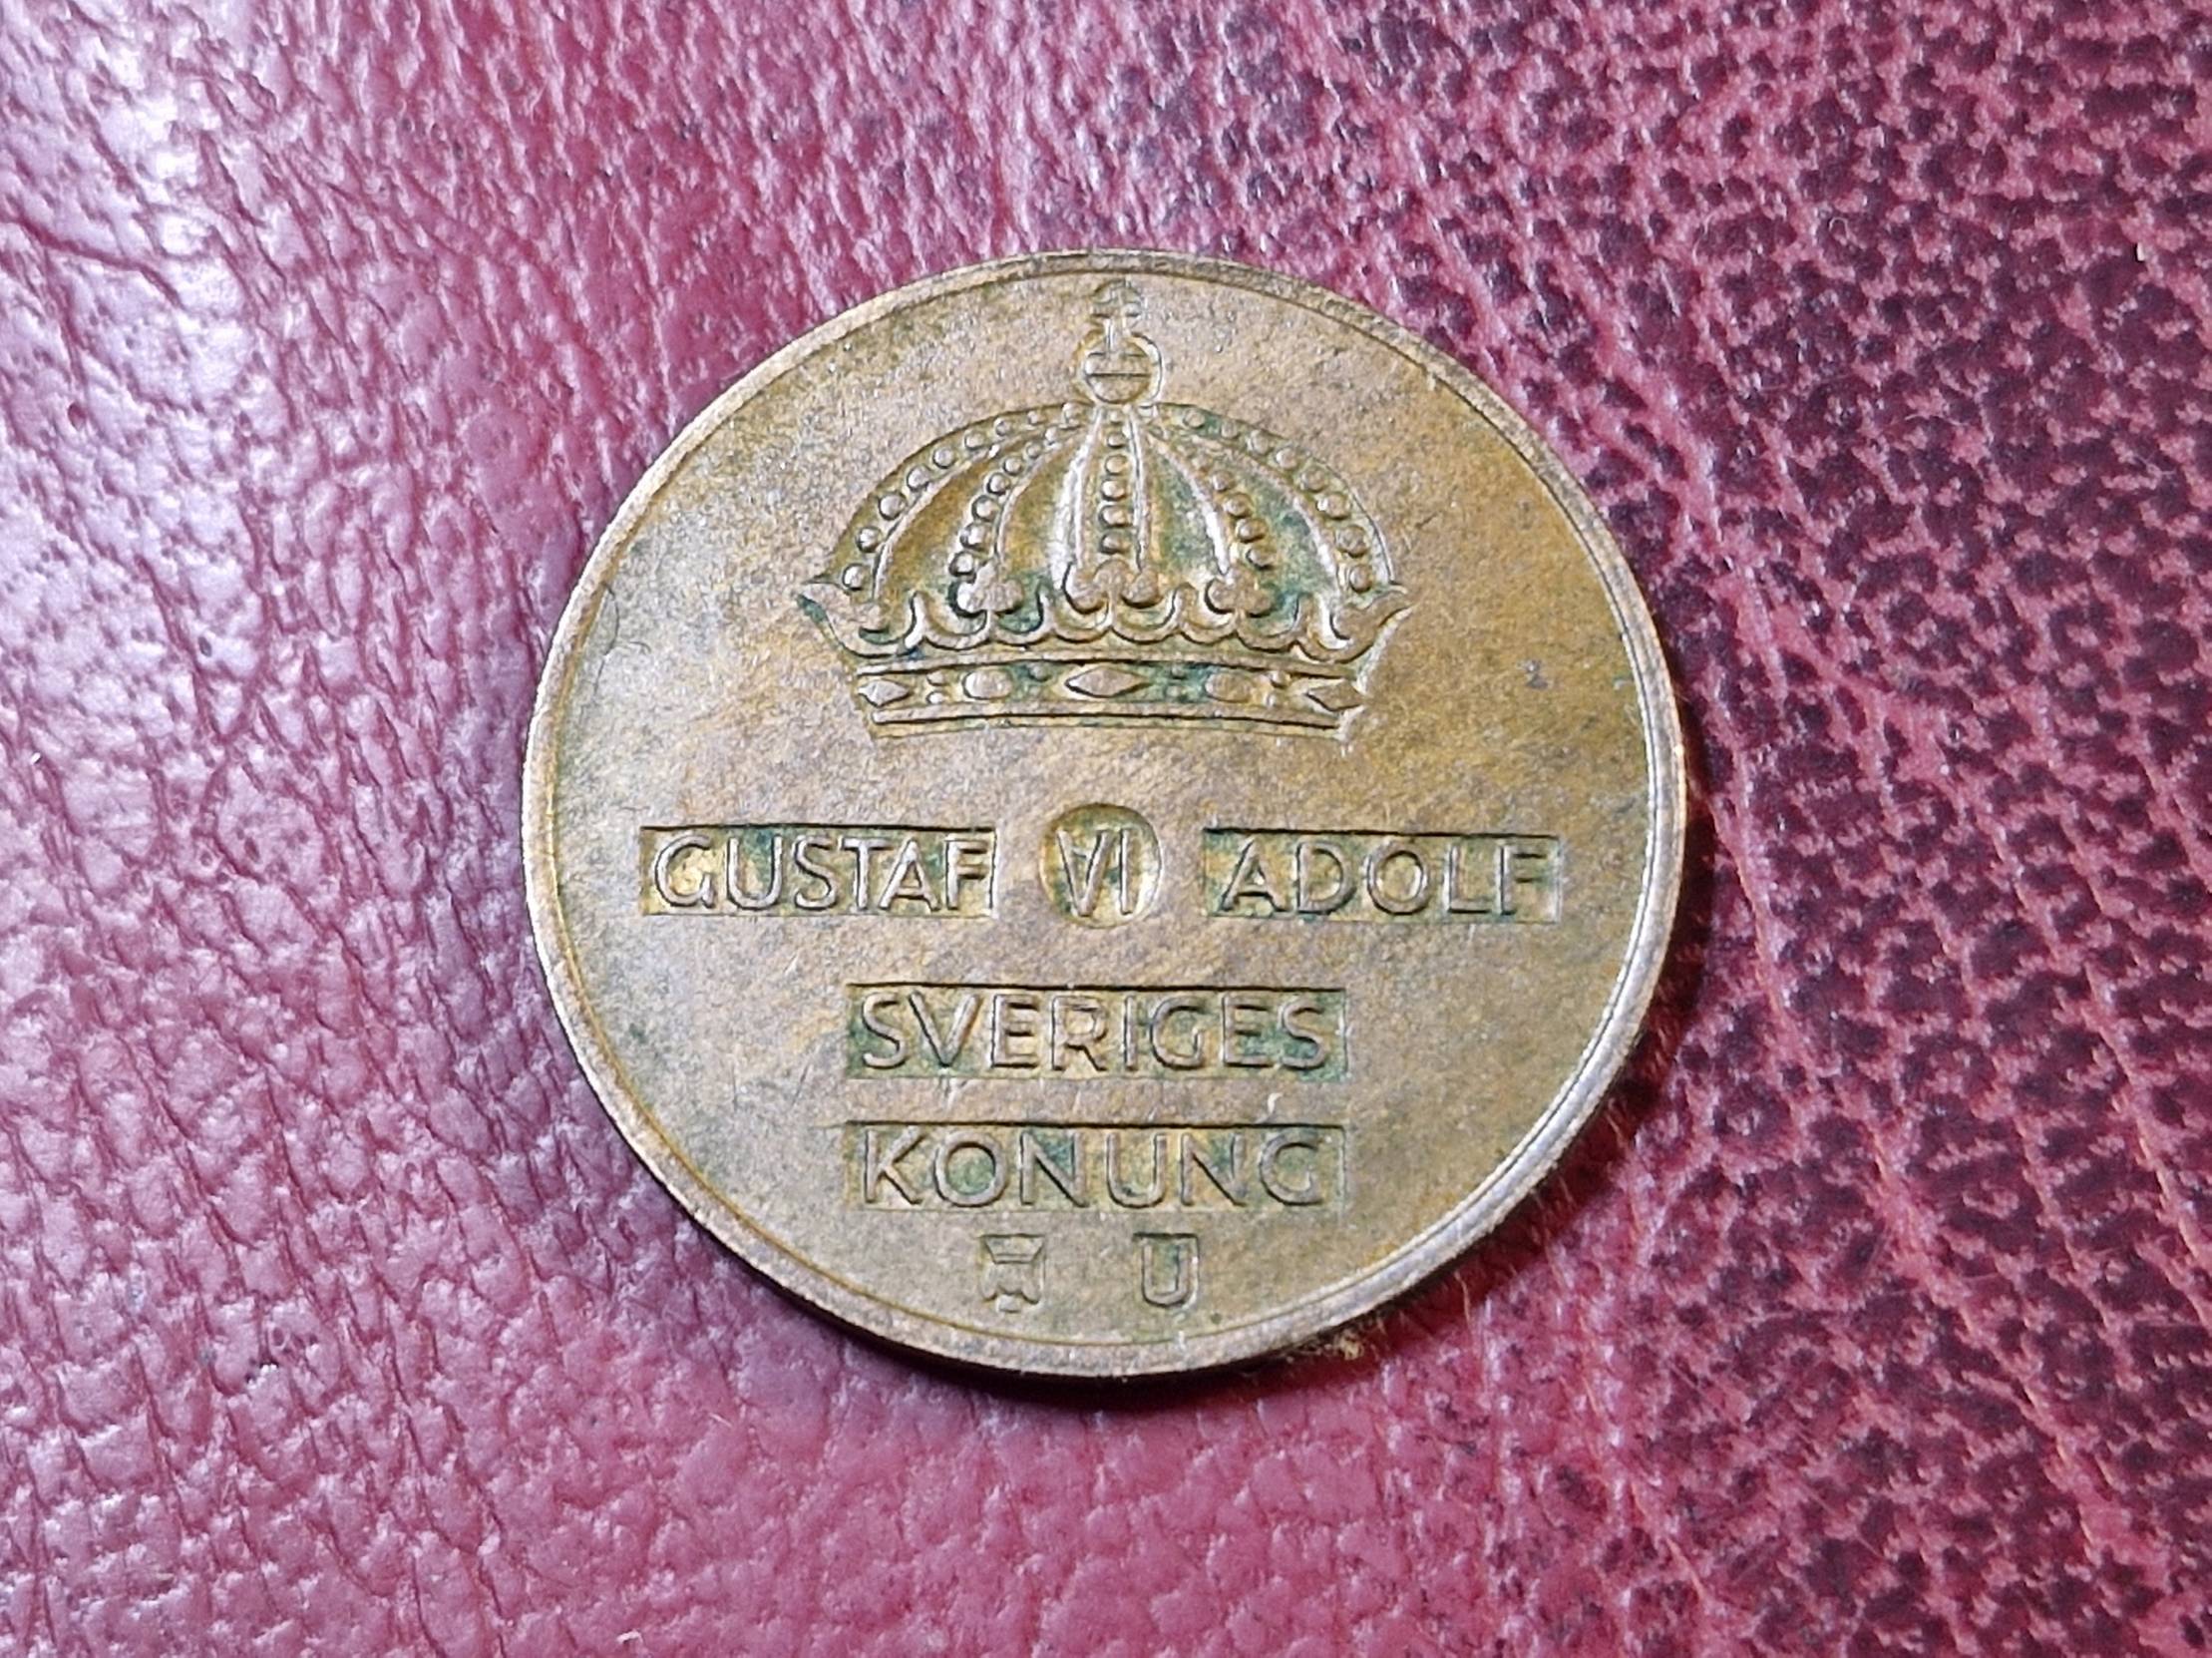 GUSTAF VI ADOLF
SVERIGES
KONUNG
U